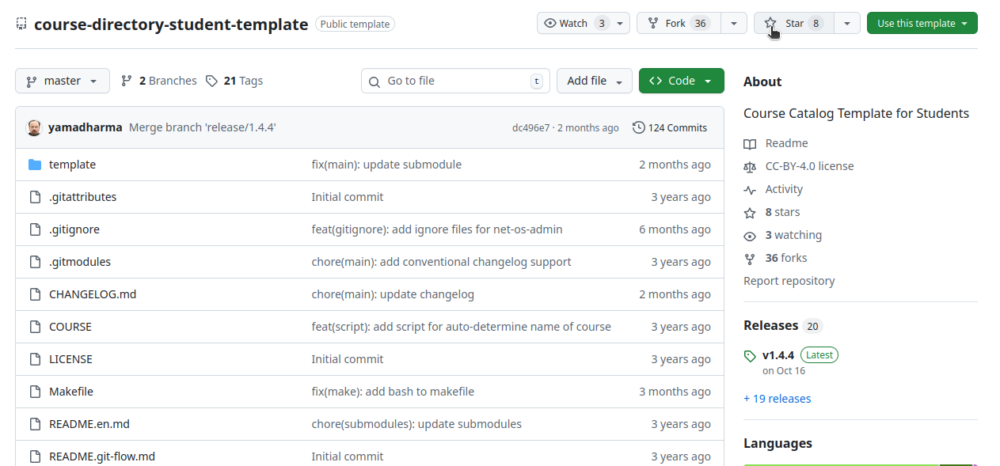 course-directory-student-template Public template Watch 3 Fork 36 Star 8 Use this template
master 2 Branches 21 Tags Go to file t Add file Code
yamadharma Merge branch 'release/1.4.4' dc496e7 · 2 months ago 124 Commits
template fix(main): update submodule 2 months ago
.gitattributes Initial commit 3 years ago
.gitignore feat(gitignore): add ignore files for net-os-admin 6 months ago
.gitmodules chore(main): add conventional changelog support 3 years ago
CHANGELOG.md chore(main): update changelog 2 months ago
COURSE feat(script): add script for auto-determine name of course 3 years ago
LICENSE Initial commit 3 years ago
Makefile fix(make): add bash to makefile 3 months ago
README.en.md chore(submodules): update submodules 3 years ago
README.git-flow.md Initial commit 3 years ago
About
Course Catalog Template for Students
Readme
CC-BY-4.0 license
Activity
8 stars
3 watching
36 forks
Report repository
Releases 20
v1.4.4 Latest
on Oct 16
+ 19 releases
Languages